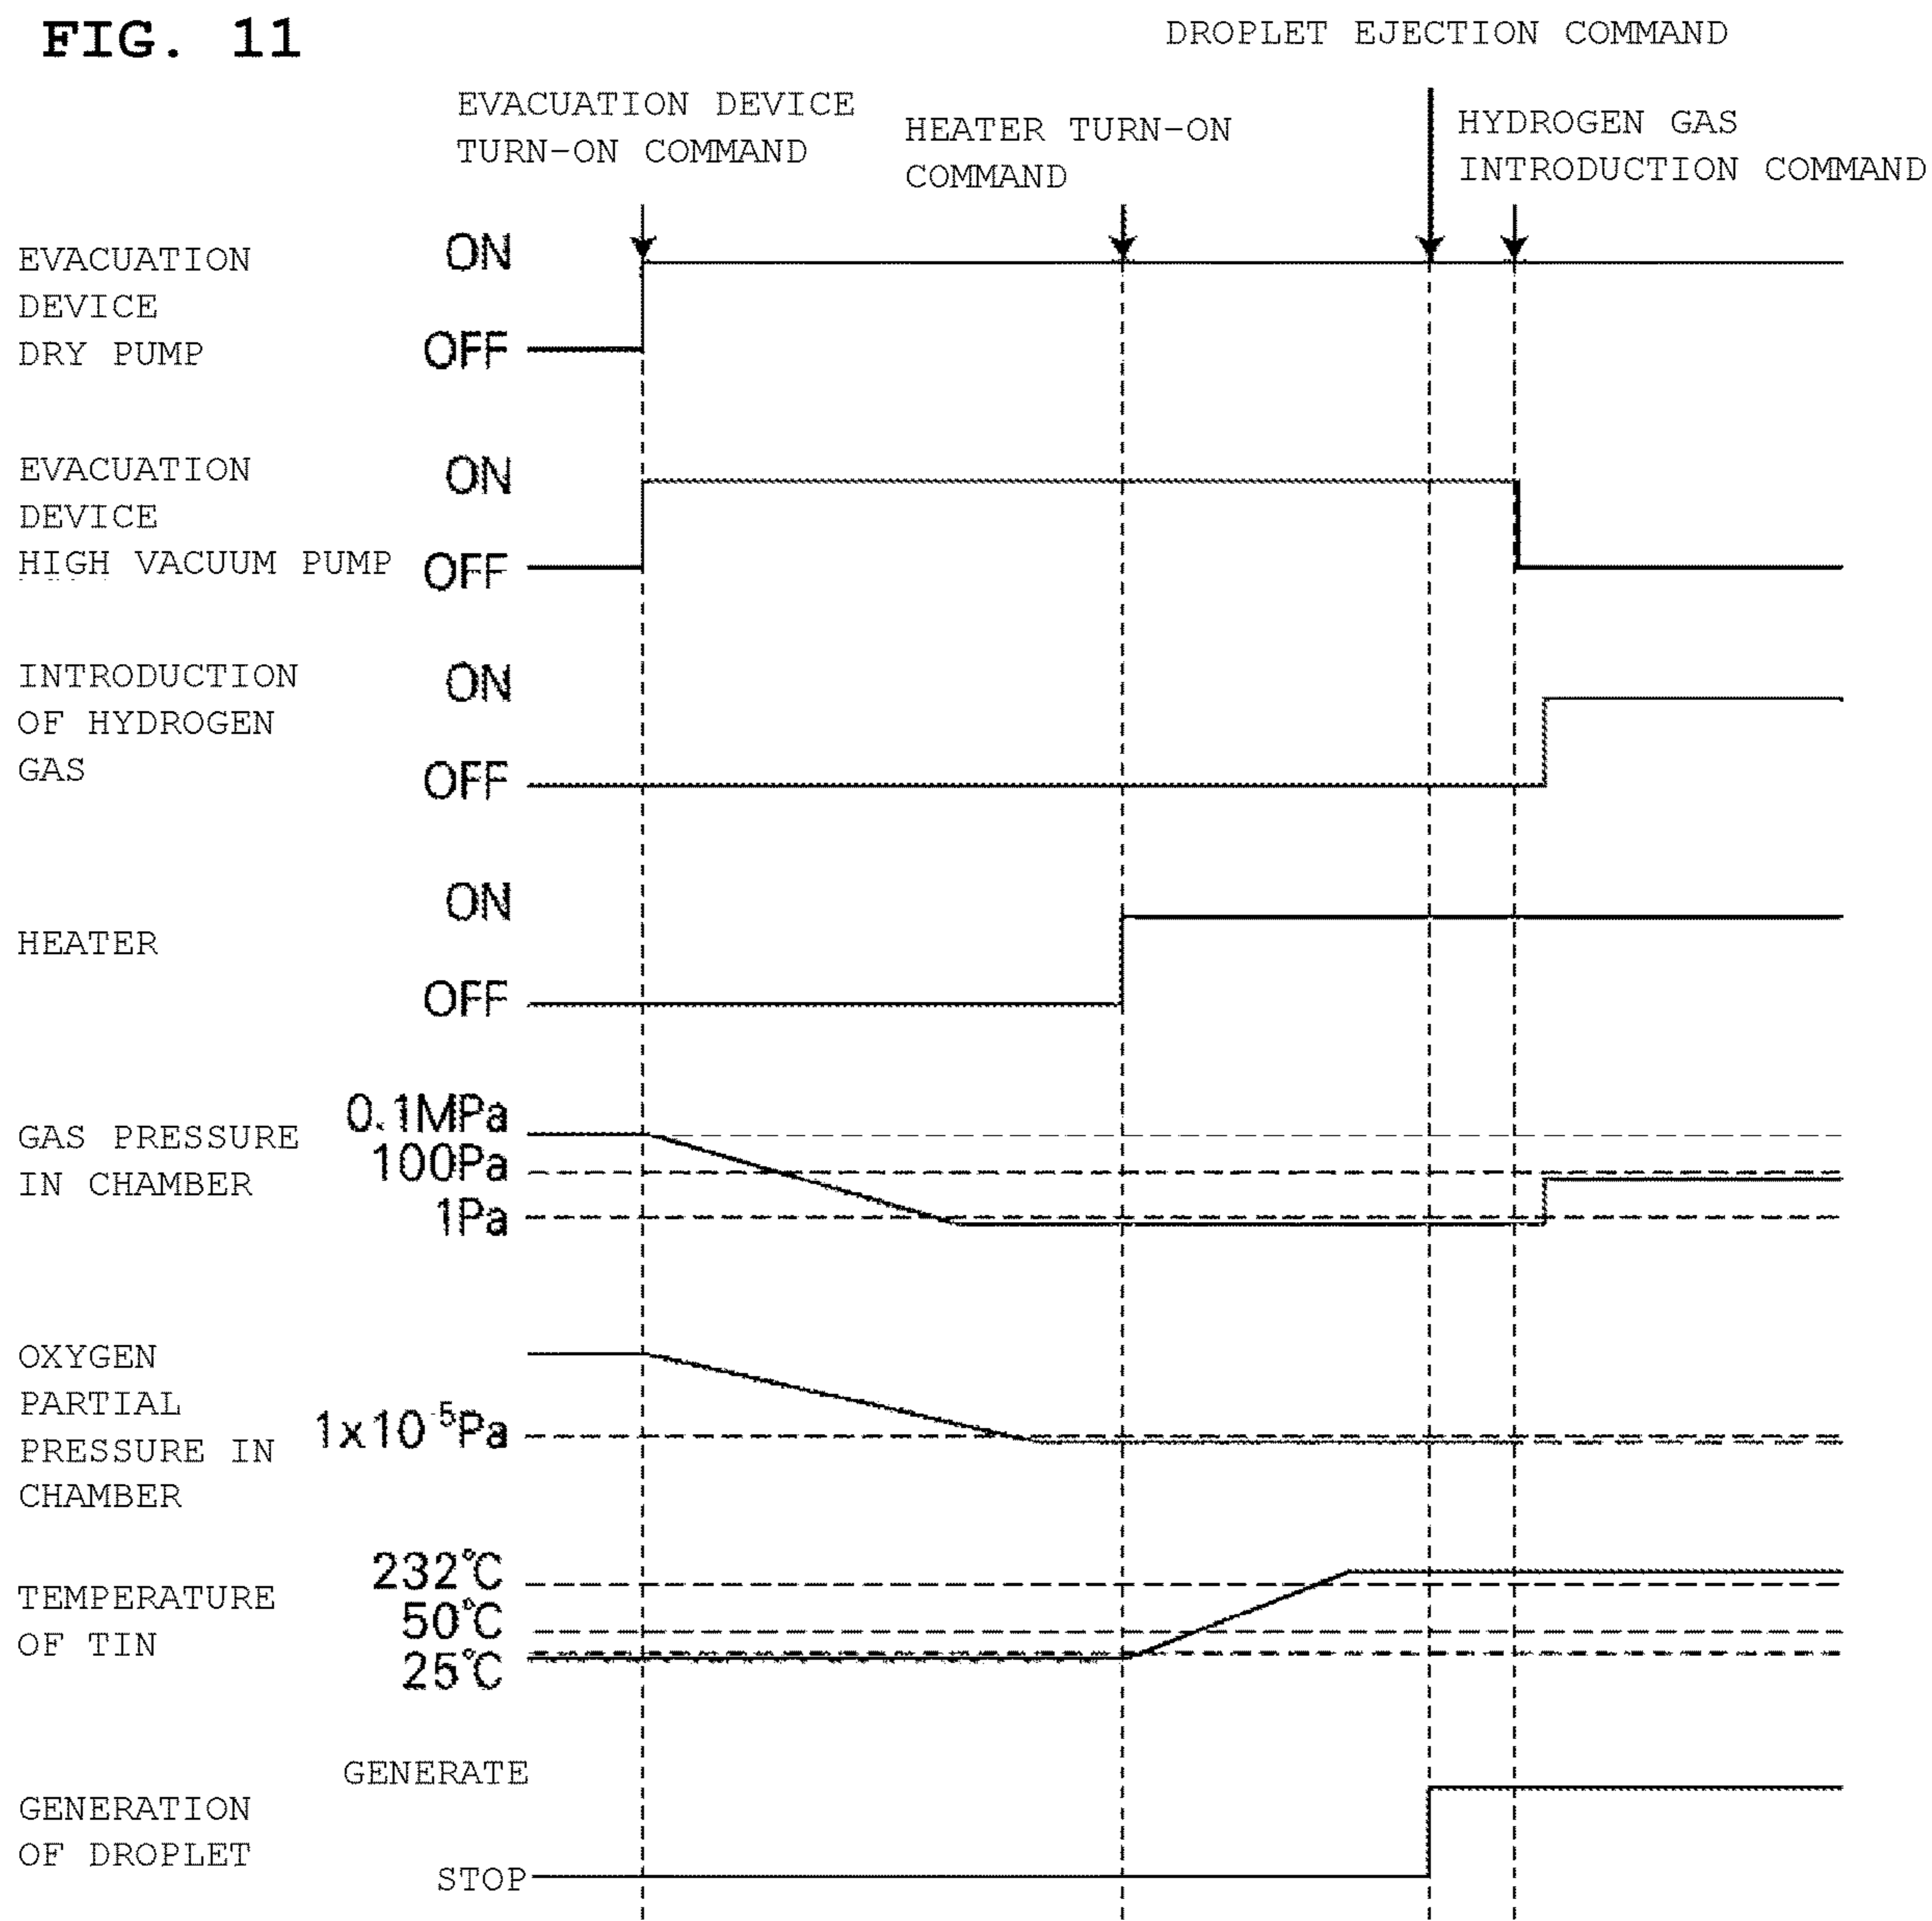 FIG. 11
DROPLET EJECTION COMMAND
EVACUATION DEVICE
TURN-ON COMMAND
HEATER TURN-ON
COMMAND
HYDROGEN GAS
INTRODUCTION COMMAND
EVACUATION
DEVICE
DRY PUMP
ON
OFF
EVACUATION
DEVICE
HIGH VACUUM PUMP
ON
OFF
INTRODUCTION
OF HYDROGEN
GAS
ON
OFF
HEATER
ON
OFF
GAS PRESSURE
IN CHAMBER
0.1MPa
100Pa
1Pa
OXYGEN
PARTIAL
PRESSURE IN
CHAMBER
1x10⁻⁵Pa
TEMPERATURE
OF TIN
232℃
50℃
25℃
GENERATION
OF DROPLET
GENERATE
STOP